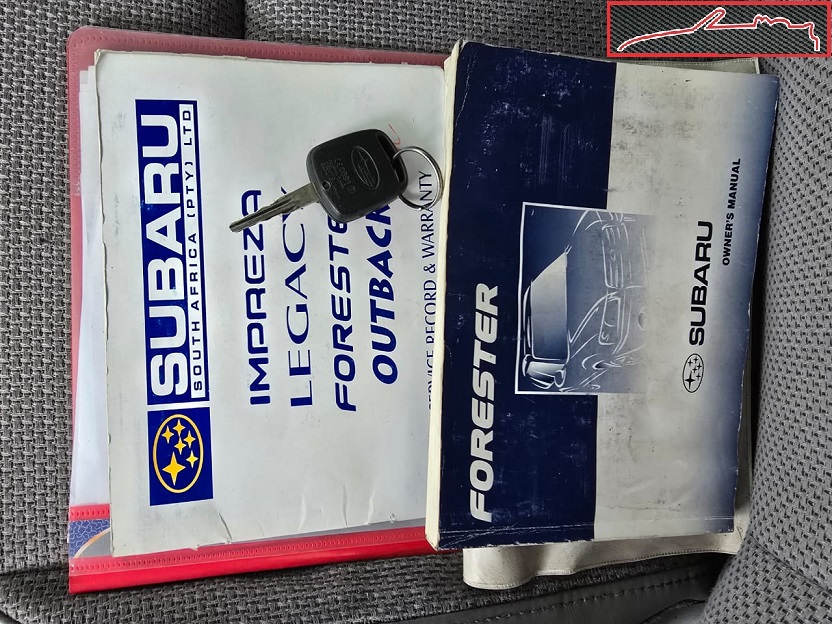 SUBARU
SOUTH AFRICA (PTY) LTD
IMPREZA
LEGACY
FORESTER
OUTBACK
SERVICE RECORD & WARRANTY
FORESTER
SUBARU
OWNER'S MANUAL